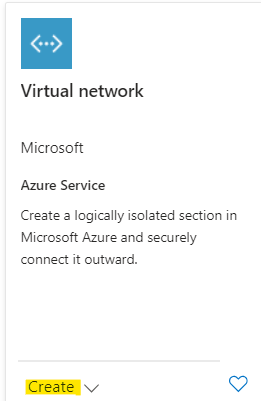 Virtual network
Microsoft
Azure Service
Create a logically isolated section in
Microsoft Azure and securely
connect it outward.
Create